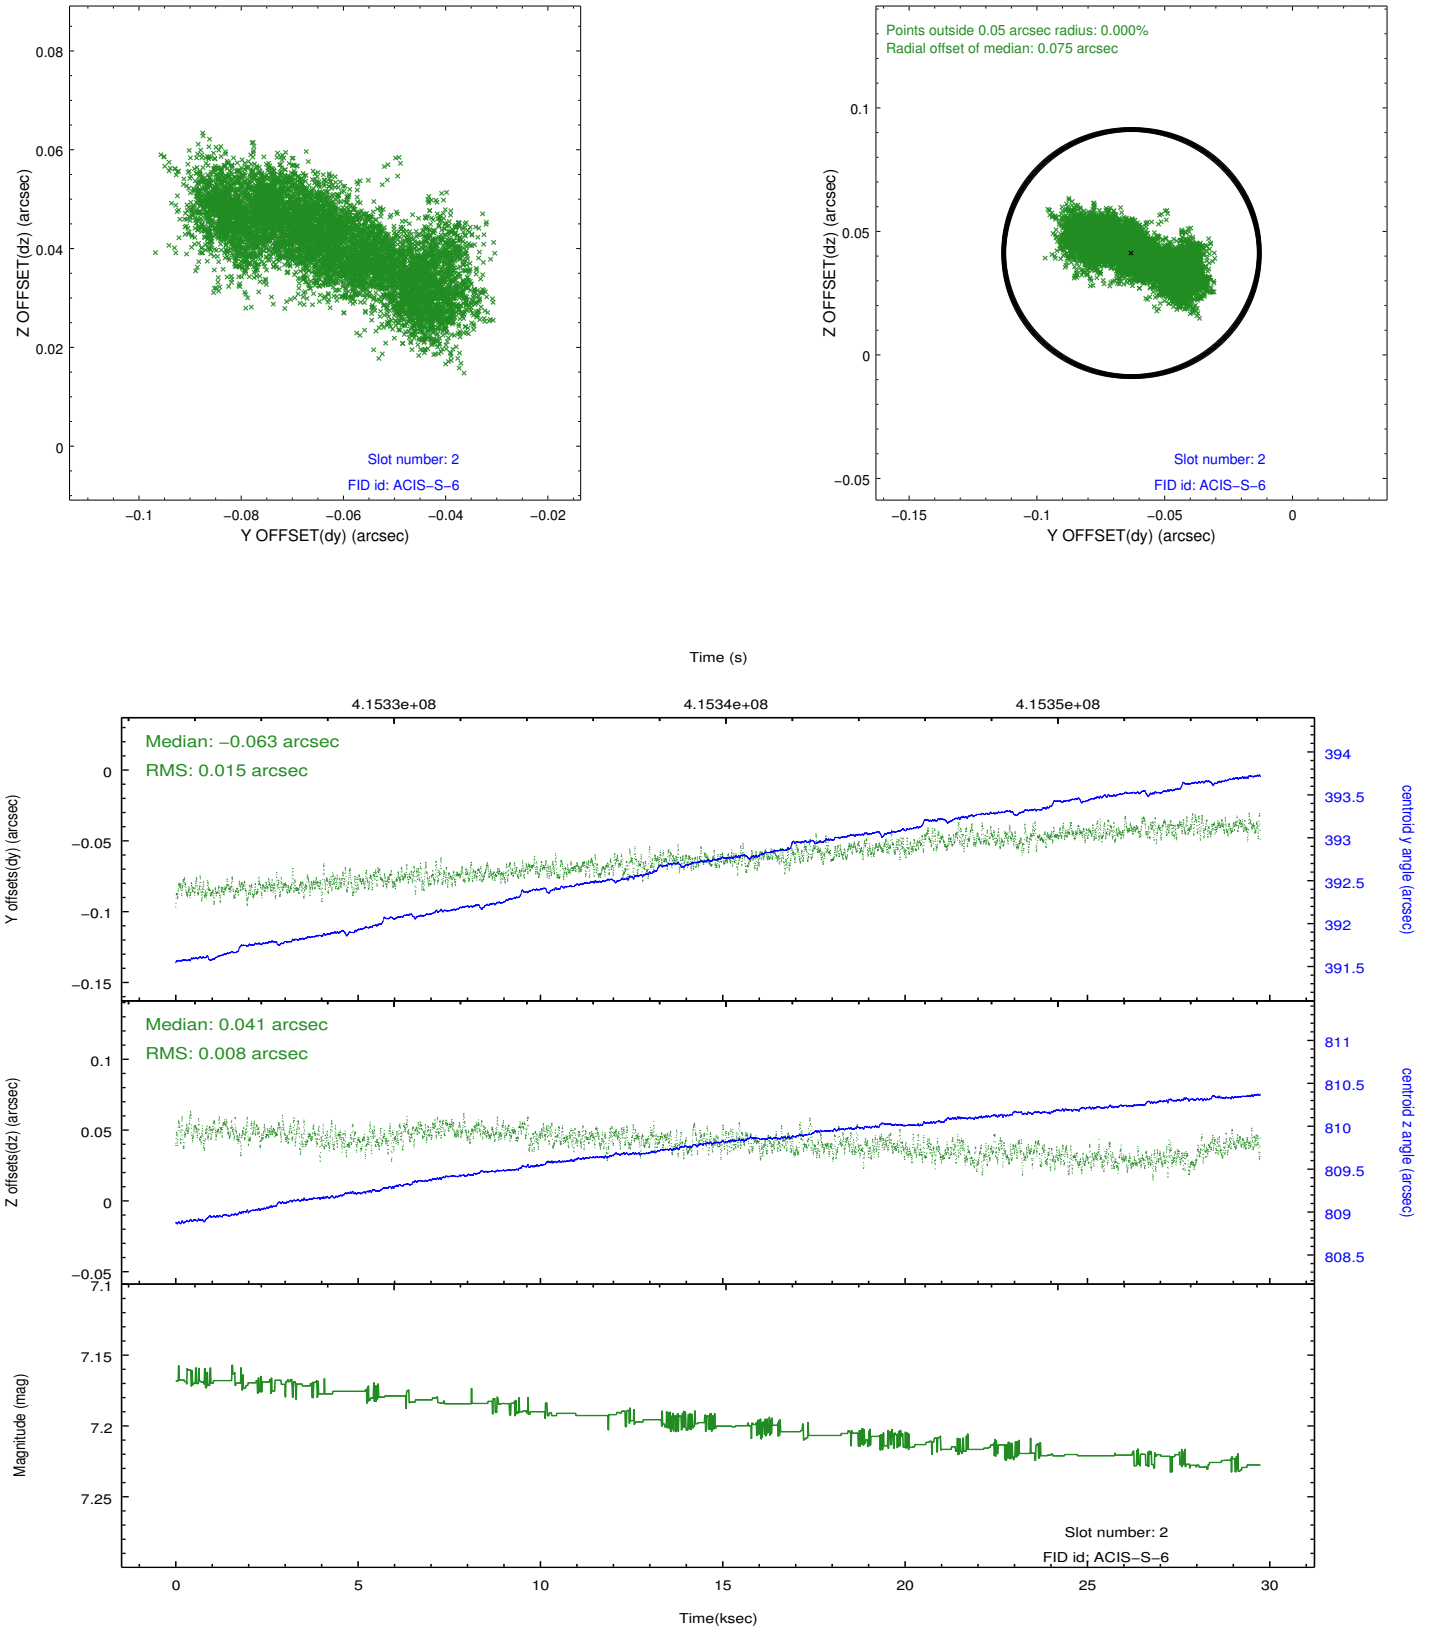 0.08
0.06
0.04
0.02
0
Z OFFSET(dz) (arcsec)
Slot number: 2
FID id: ACIS−S−6
−0.1
−0.08
−0.06
−0.04
−0.02
Y OFFSET(dy) (arcsec)
Points outside 0.05 arcsec radius: 0.000%
Radial offset of median: 0.075 arcsec
0.1
0.05
0
−0.05
Z OFFSET(dz) (arcsec)
Slot number: 2
FID id: ACIS−S−6
−0.15
−0.1
−0.05
0
Y OFFSET(dy) (arcsec)
Time (s)
4.1533e+08
4.1534e+08
4.1535e+08
Median: −0.063 arcsec
RMS: 0.015 arcsec
0
−0.05
−0.1
−0.15
Y offsets(dy) (arcsec)
394
393.5
393
392.5
392
391.5
centroid y angle (arcsec)
Median: 0.041 arcsec
RMS: 0.008 arcsec
0.1
0.05
0
−0.05
Z offsets(dz) (arcsec)
811
810.5
810
809.5
809
808.5
centroid z angle (arcsec)
7.1
7.15
7.2
7.25
Magnitude (mag)
Slot number: 2
FID id: ACIS−S−6
0
5
10
15
20
25
30
Time(ksec)